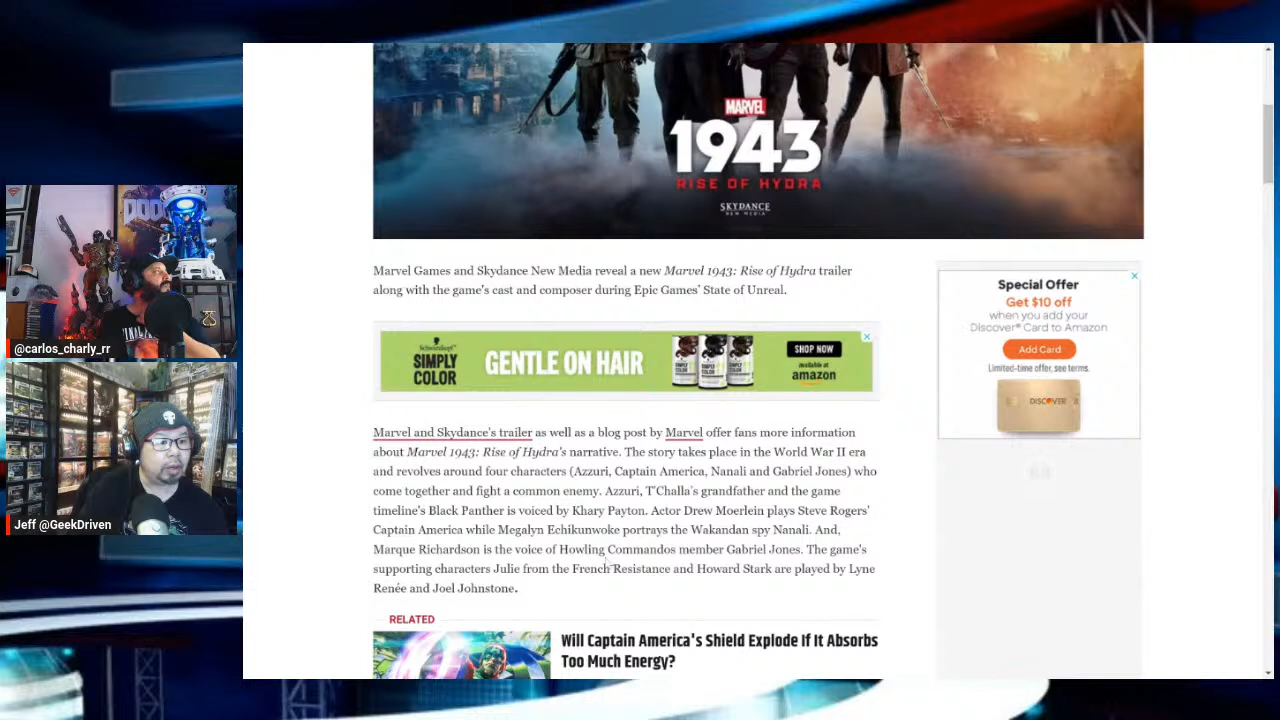 MARVEL
1943
RISE OF HYDRA
SKYDANCE
NEW MEDIA
DOOM
@carlos_charly_rr
Jeff @GeekDriven
Marvel Games and Skydance New Media reveal a new Marvel 1943: Rise of Hydra trailer
along with the game's cast and composer during Epic Games' State of Unreal.
Schwarzkopf
SIMPLY
COLOR
GENTLE ON HAIR
SHOP NOW
available at
amazon
Marvel and Skydance's trailer as well as a blog post by Marvel offer fans more information
about Marvel 1943: Rise of Hydra's narrative. The story takes place in the World War II era
and revolves around four characters (Azzuri, Captain America, Nanali and Gabriel Jones) who
come together and fight a common enemy. Azzuri, T'Challa's grandfather and the game
timeline's Black Panther is voiced by Khary Payton. Actor Drew Moerlein plays Steve Rogers'
Captain America while Megalyn Echikunwoke portrays the Wakandan spy Nanali. And,
Marque Richardson is the voice of Howling Commandos member Gabriel Jones. The game's
supporting characters Julie from the French Resistance and Howard Stark are played by Lyne
Renée and Joel Johnstone.
RELATED
Will Captain America's Shield Explode If It Absorbs
Too Much Energy?
Special Offer
Get $10 off
when you add your
Discover® Card to Amazon
Add Card
Limited-time offer, see terms.
DISCOVER